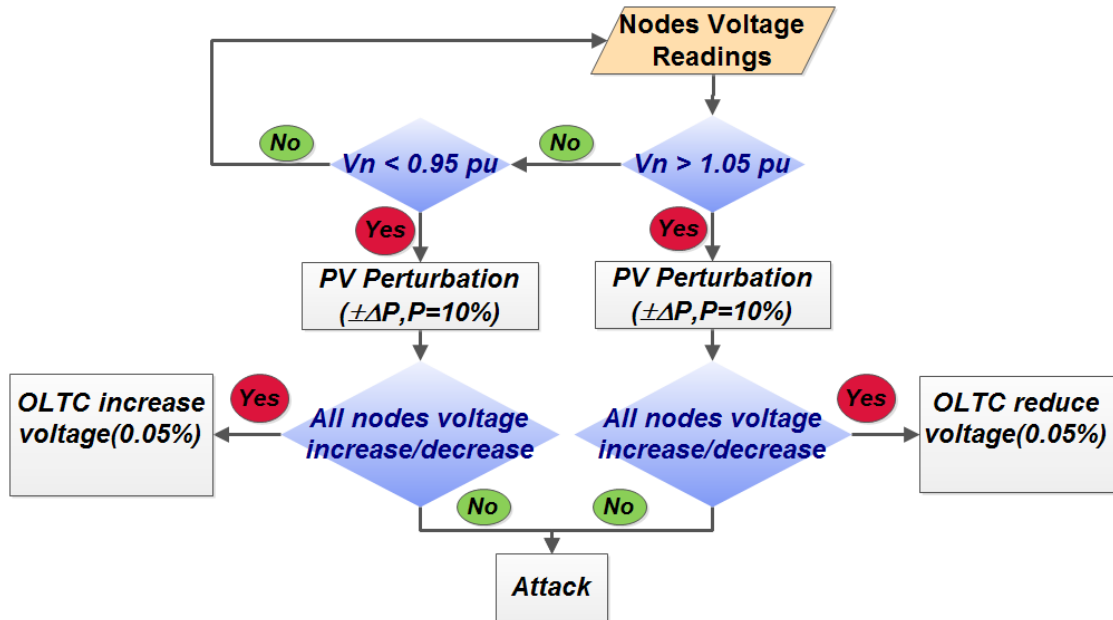 Nodes Voltage
Readings
No
No
Vn < 0.95 pu
Vn > 1.05 pu
Yes
Yes
PV Perturbation
(±ΔP,P=10%)
PV Perturbation
(±ΔP,P=10%)
Yes
Yes
OLTC increase
voltage(0.05%)
All nodes voltage
increase/decrease
All nodes voltage
increase/decrease
OLTC reduce
voltage(0.05%)
No
No
Attack